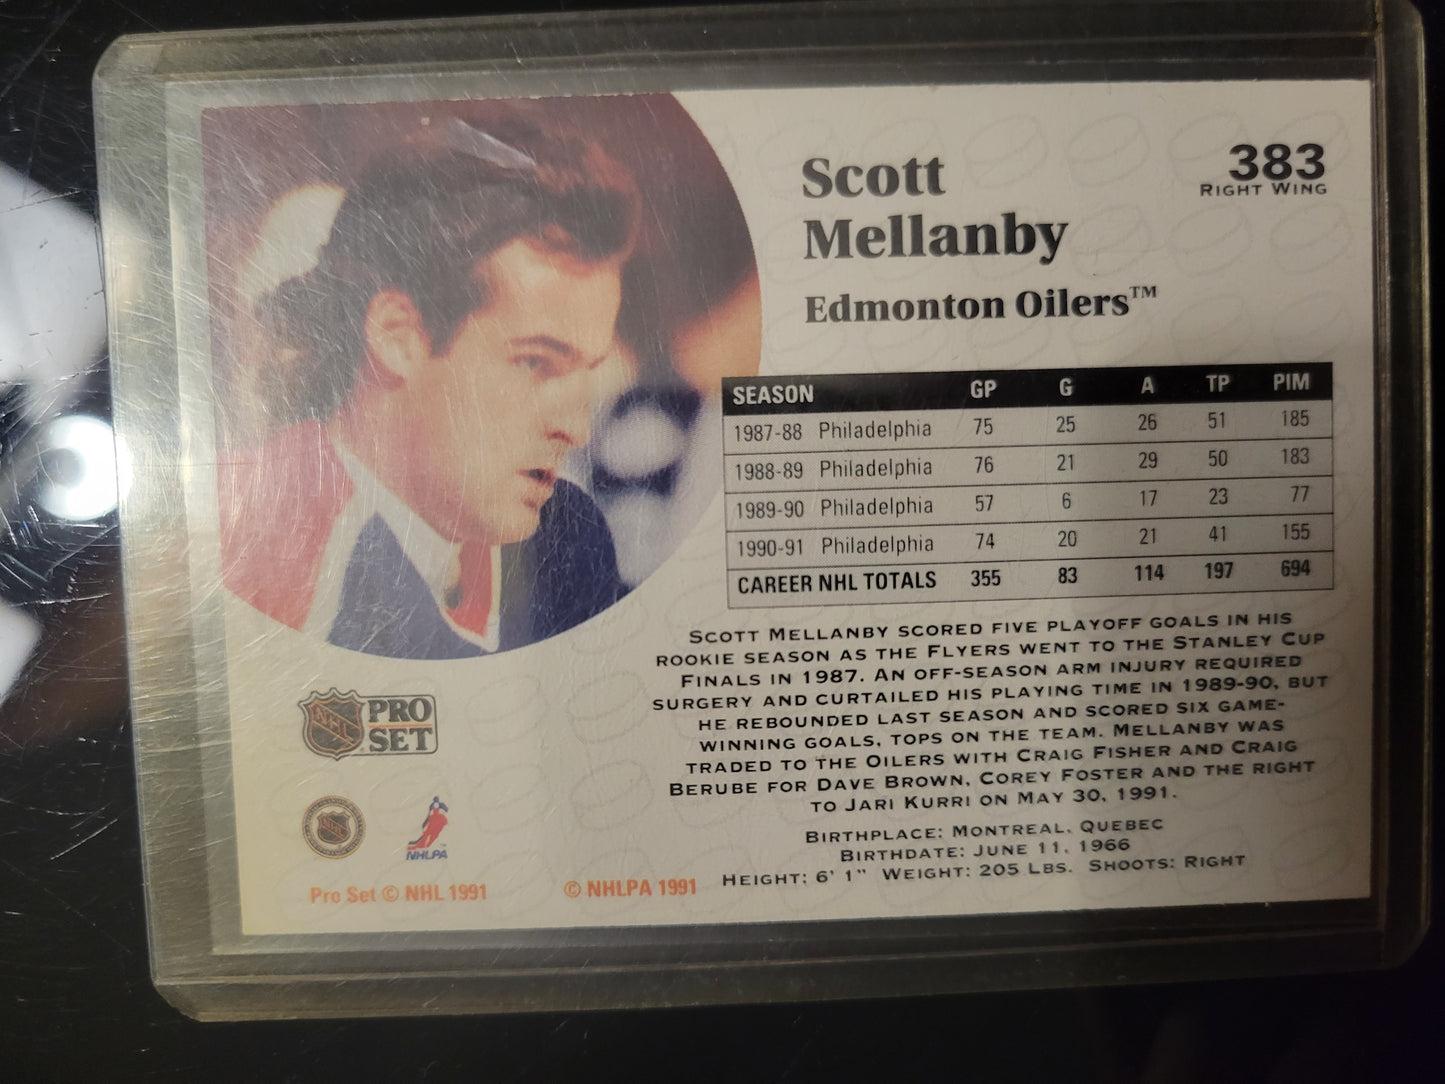 383
RIGHT WING
Scott
Mellanby
Edmonton Oilers™
SEASON GP G A TP PIM
1987-88 Philadelphia 75 25 26 51 185
1988-89 Philadelphia 76 21 29 50 183
1989-90 Philadelphia 57 6 17 23 77
1990-91 Philadelphia 74 20 21 41 155
CAREER NHL TOTALS 355 83 114 197 694
SCOTT MELLANBY SCORED FIVE PLAYOFF GOALS IN HIS
ROOKIE SEASON AS THE FLYERS WENT TO THE STANLEY CUP
FINALS IN 1987. AN OFF-SEASON ARM INJURY REQUIRED
SURGERY AND CURTAILED HIS PLAYING TIME IN 1989-90, BUT
HE REBOUNDED LAST SEASON AND SCORED SIX GAME-
WINNING GOALS, TOPS ON THE TEAM. MELLANBY WAS
TRADED TO THE OILERS WITH CRAIG FISHER AND CRAIG
BERUBE FOR DAVE BROWN, COREY FOSTER AND THE RIGHT
TO JARI KURRI ON MAY 30, 1991.
BIRTHPLACE: MONTREAL, QUEBEC
BIRTHDATE: JUNE 11, 1966
HEIGHT: 6' 1" WEIGHT: 205 LBS. SHOOTS: RIGHT
NHL PRO
SET
NHL
NHLPA
Pro Set © NHL 1991
© NHLPA 1991